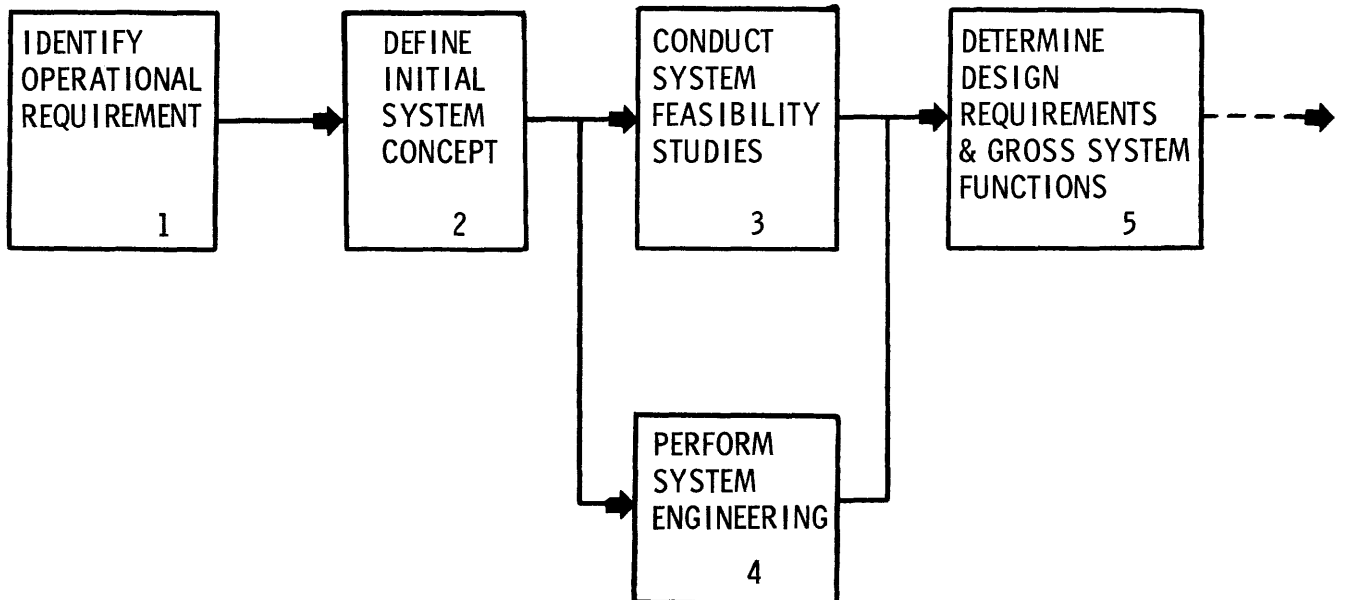 IDENTIFY
OPERATIONAL
REQUIREMENT
1
DEFINE
INITIAL
SYSTEM
CONCEPT
2
CONDUCT
SYSTEM
FEASIBILITY
STUDIES
3
DETERMINE
DESIGN
REQUIREMENTS
& GROSS SYSTEM
FUNCTIONS
5
PERFORM
SYSTEM
ENGINEERING
4